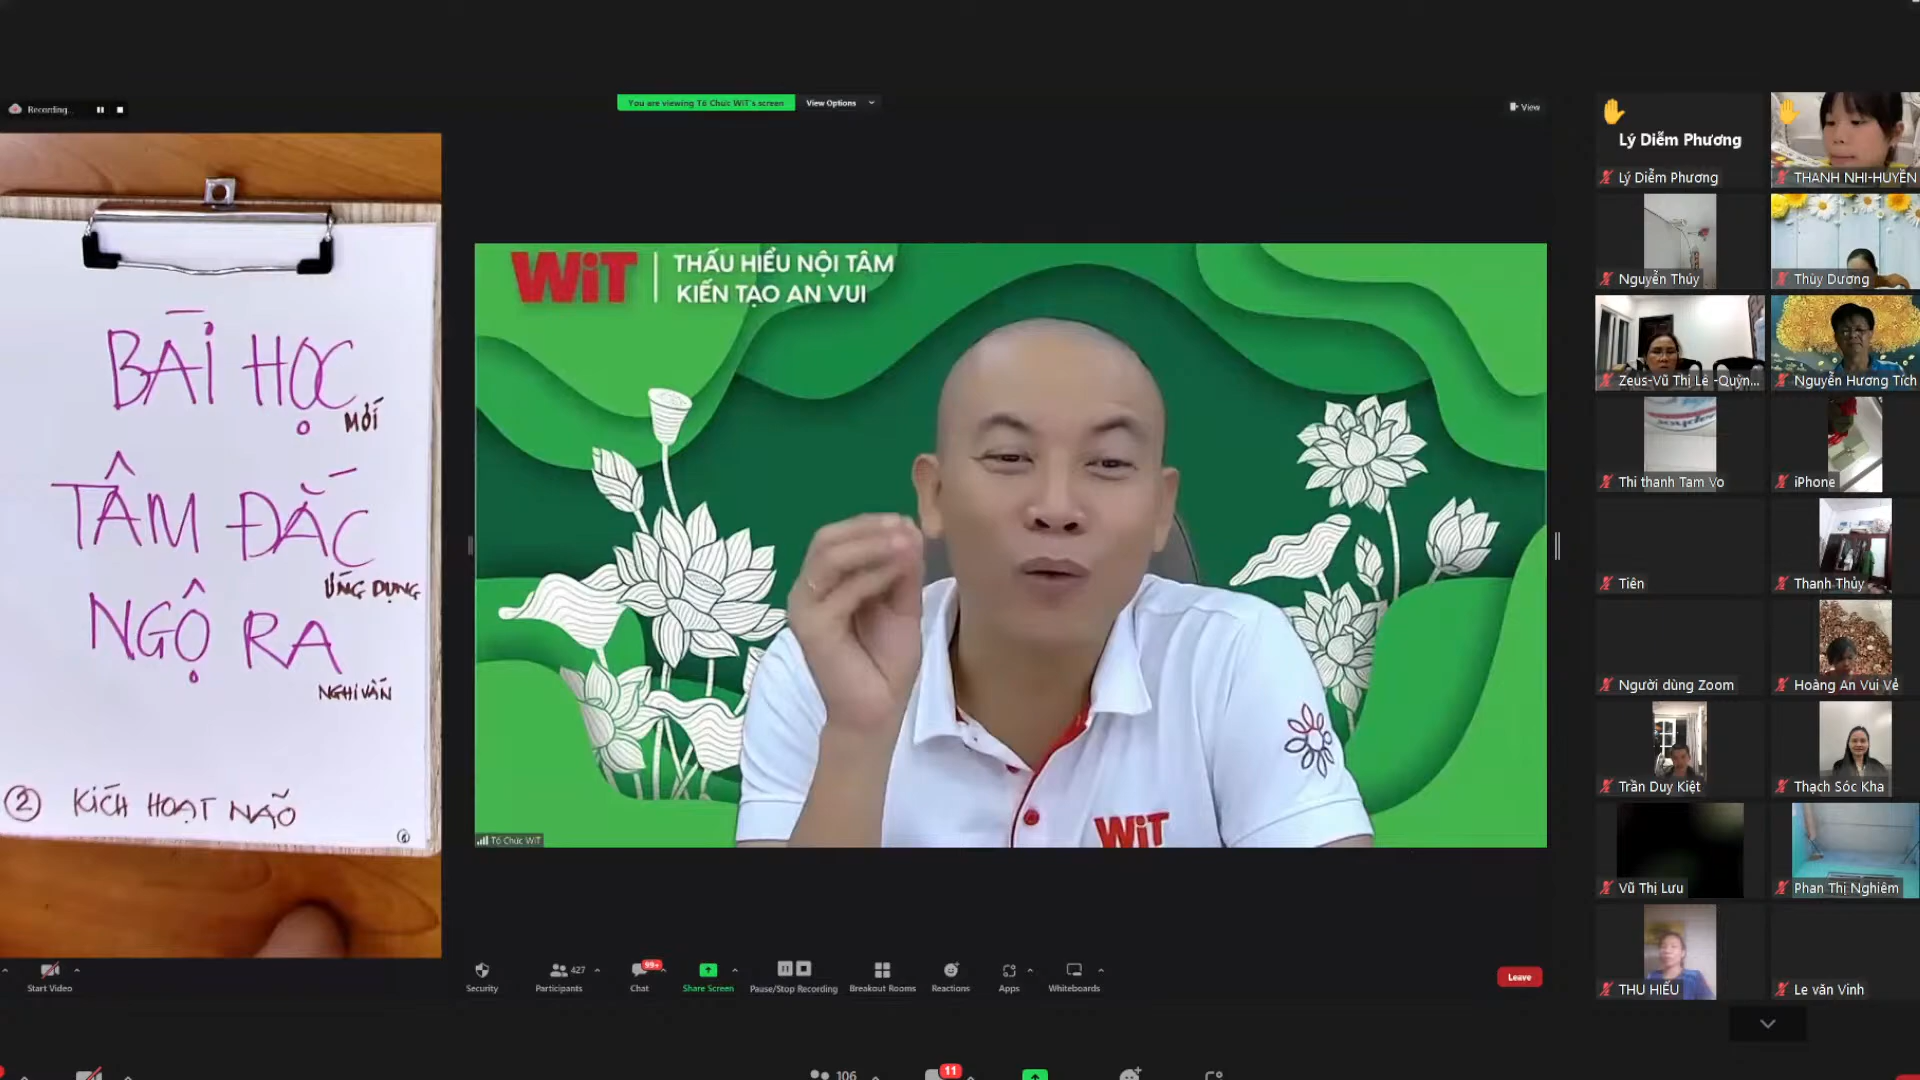 Recording...
You are viewing Tổ Chức WiT's screen
View Options
View
BÀI HỌC
MỚI
TÂM ĐẮC
ỨNG DỤNG
NGỘ RA
NGHI VẤN
② KÍCH HOẠT NÃO
WiT
THẤU HIỂU NỘI TÂM
KIẾN TẠO AN VUI
WiT
Tổ Chức WiT
Lý Diễm Phương
Lý Diễm Phương
THANH NHI-HUYỀN
Nguyễn Thúy
Thùy Dương
Zeus-Vũ Thị Lê -Quỳn...
Nguyễn Hương Tích
Thi thanh Tam Vo
iPhone
Tiên
Thanh Thủy
Người dùng Zoom
Hoàng An Vui Vẻ
Trần Duy Kiệt
Thạch Sóc Kha
Vũ Thị Lưu
Phan Thị Nghiêm
THU HIẾU
Le văn Vinh
Start Video
Security
427
Participants
99+
Chat
Share Screen
Pause/Stop Recording
Breakout Rooms
Reactions
Apps
Whiteboards
Leave
106
11